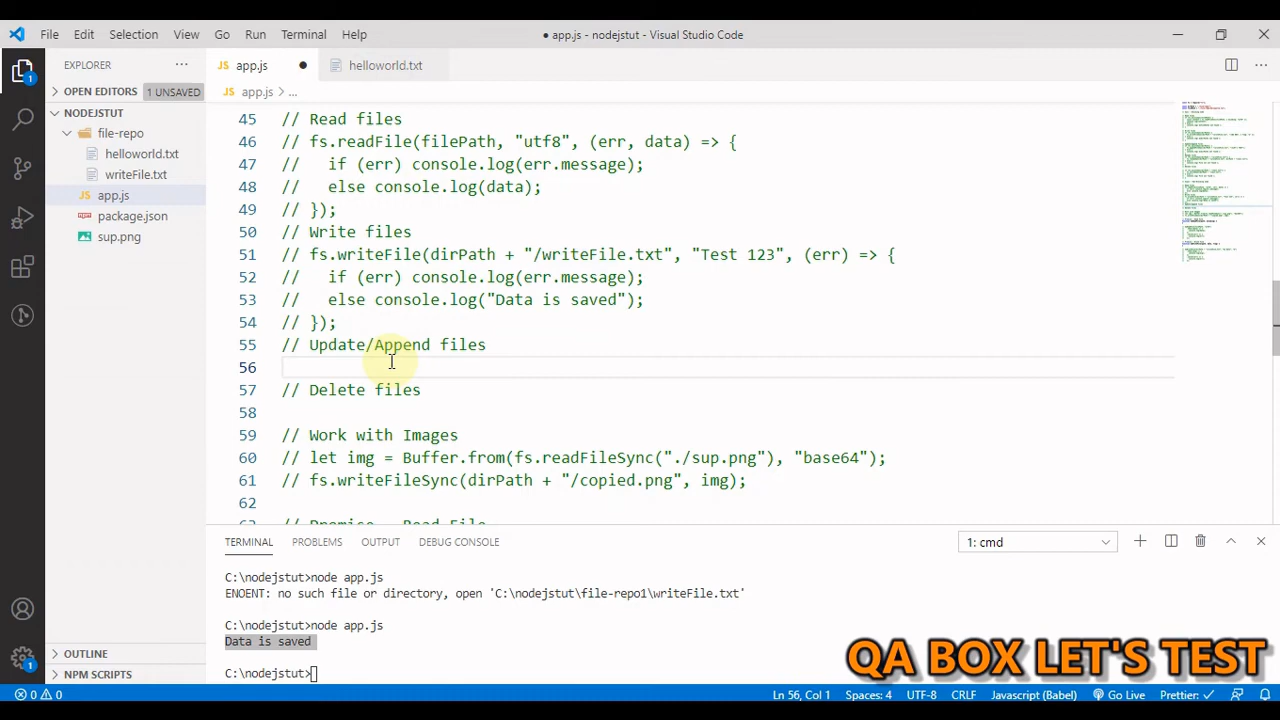 File Edit Selection View Go Run Terminal Help
● app.js - nodejstut - Visual Studio Code
EXPLORER
OPEN EDITORS 1 UNSAVED
NODEJSTUT
file-repo
helloworld.txt
writeFile.txt
JS app.js
package.json
sup.png
OUTLINE
NPM SCRIPTS
1
1
JS app.js ●
helloworld.txt
JS app.js > ...
45 // Read files
46 // fs.readFile(filePath, "utf8", (err, data) => {
47 //   if (err) console.log(err.message);
48 //   else console.log(data);
49 // });
50 // Write files
51 // fs.writeFile(dirPath + "/writeFile.txt", "Test 123", (err) => {
52 //   if (err) console.log(err.message);
53 //   else console.log("Data is saved");
54 // });
55 // Update/Append files
56
57 // Delete files
58
59 // Work with Images
60 // let img = Buffer.from(fs.readFileSync("./sup.png"), "base64");
61 // fs.writeFileSync(dirPath + "/copied.png", img);
62
TERMINAL PROBLEMS OUTPUT DEBUG CONSOLE
1: cmd
C:\nodejstut>node app.js
ENOENT: no such file or directory, open 'C:\nodejstut\file-repo1\writeFile.txt'
C:\nodejstut>node app.js
Data is saved
C:\nodejstut>
QA BOX LET'S TEST
0 0
Ln 56, Col 1 Spaces: 4 UTF-8 CRLF Javascript (Babel) Go Live Prettier: ✓